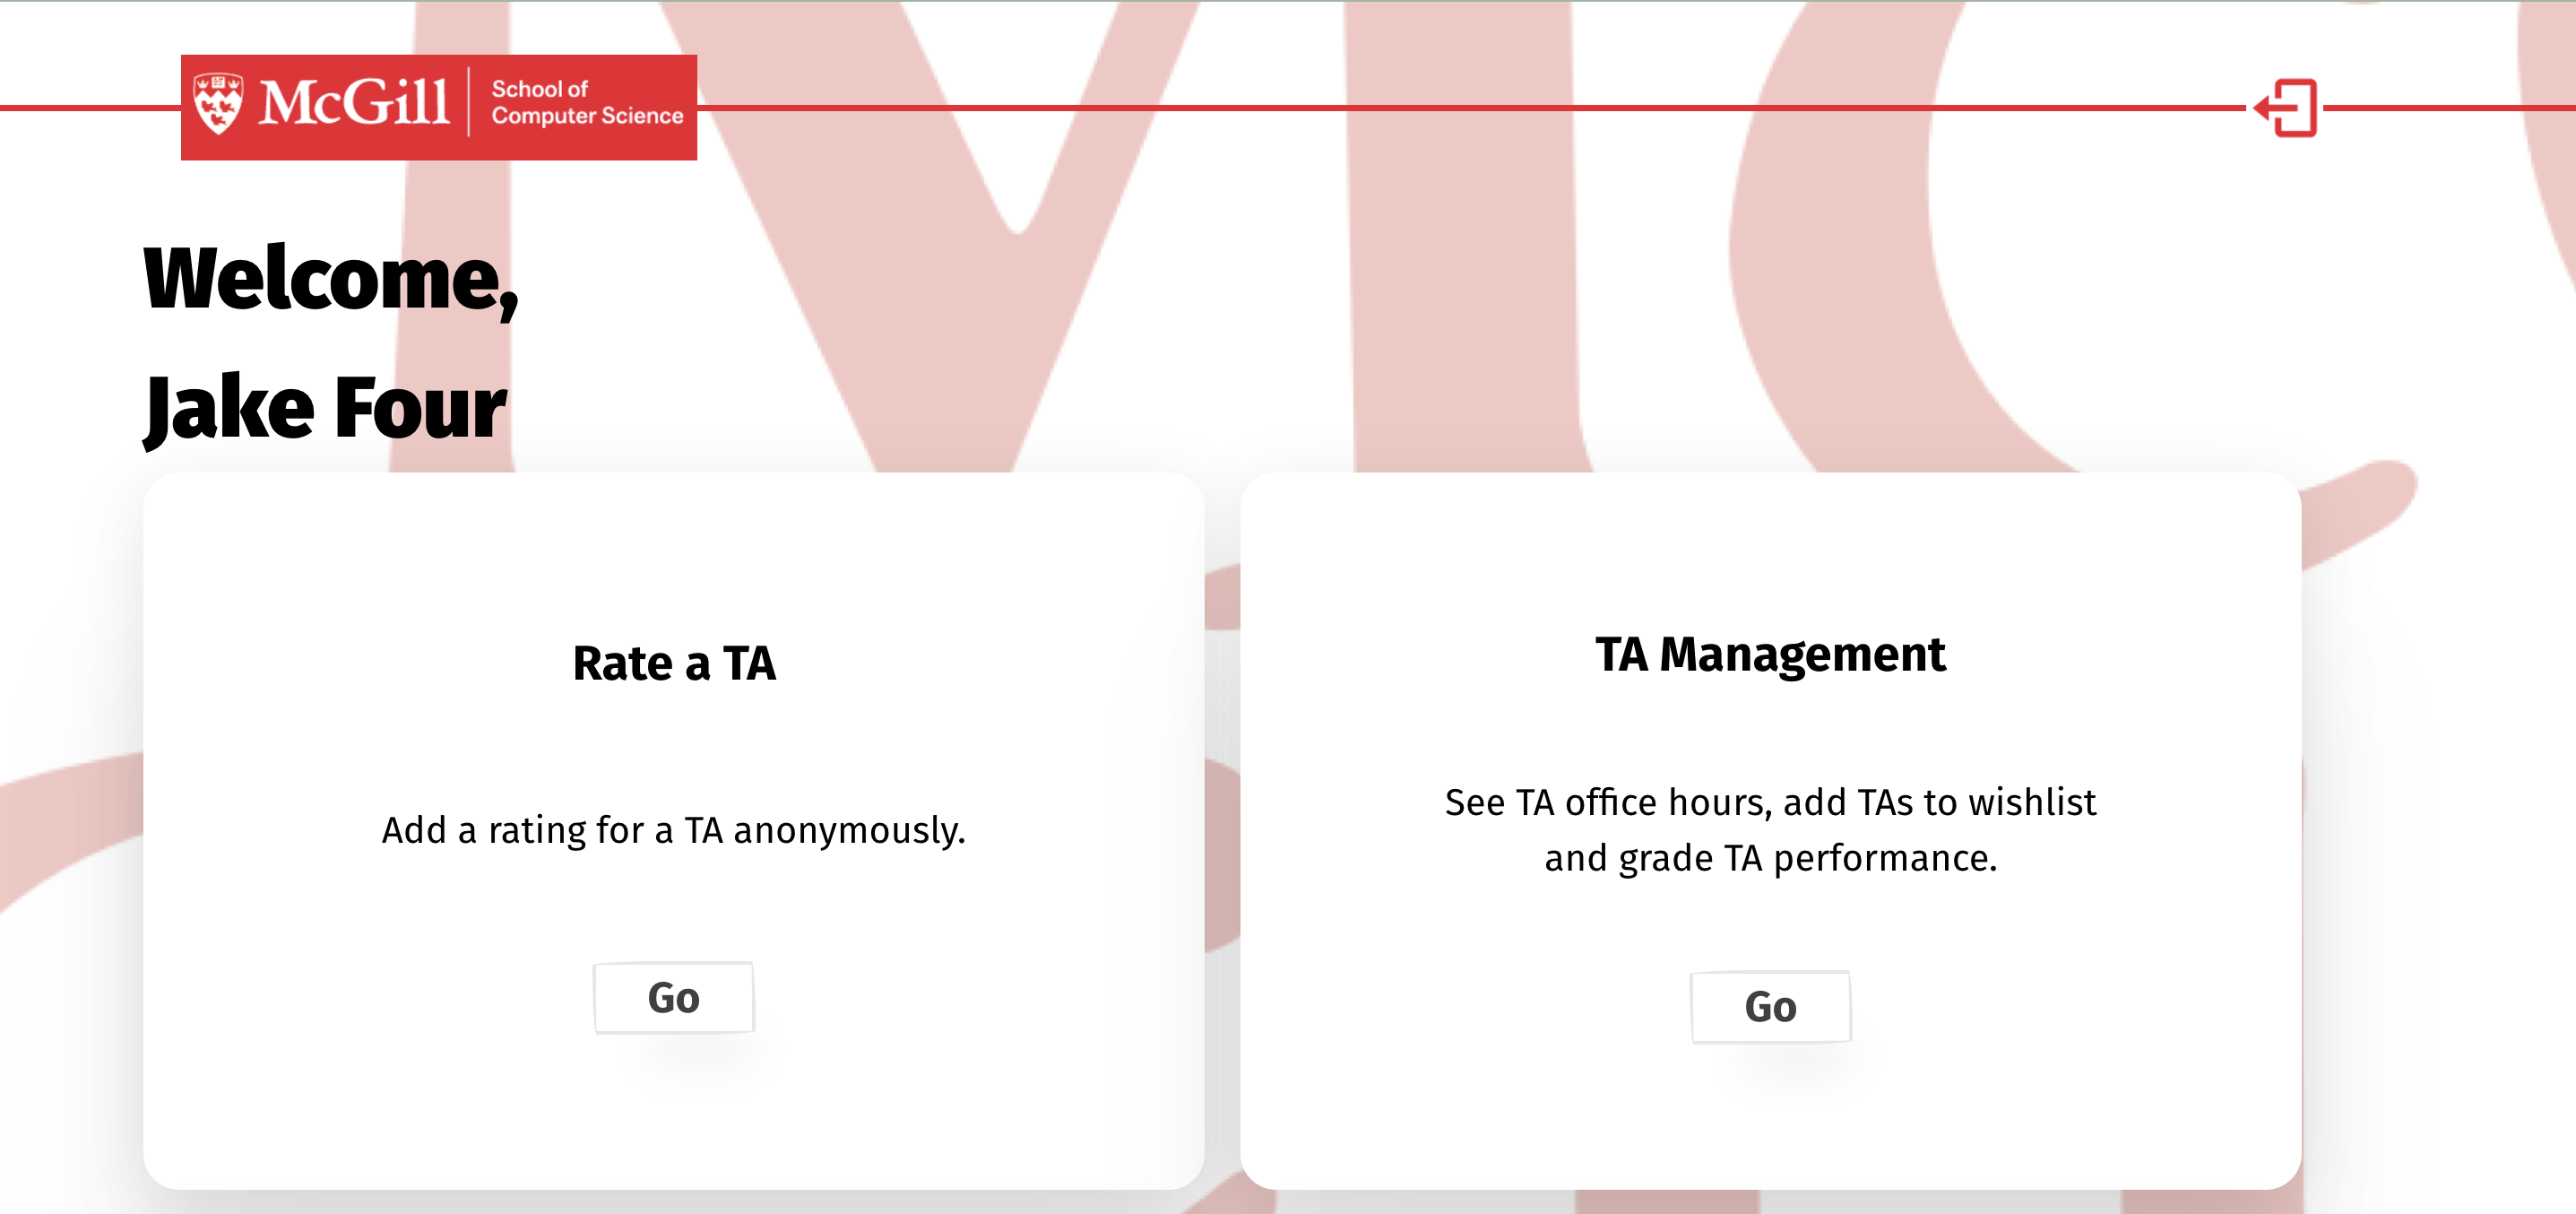 McGill
School of
Computer Science
Welcome,
Jake Four
Rate a TA
Add a rating for a TA anonymously.
Go
TA Management
See TA office hours, add TAs to wishlist
and grade TA performance.
Go